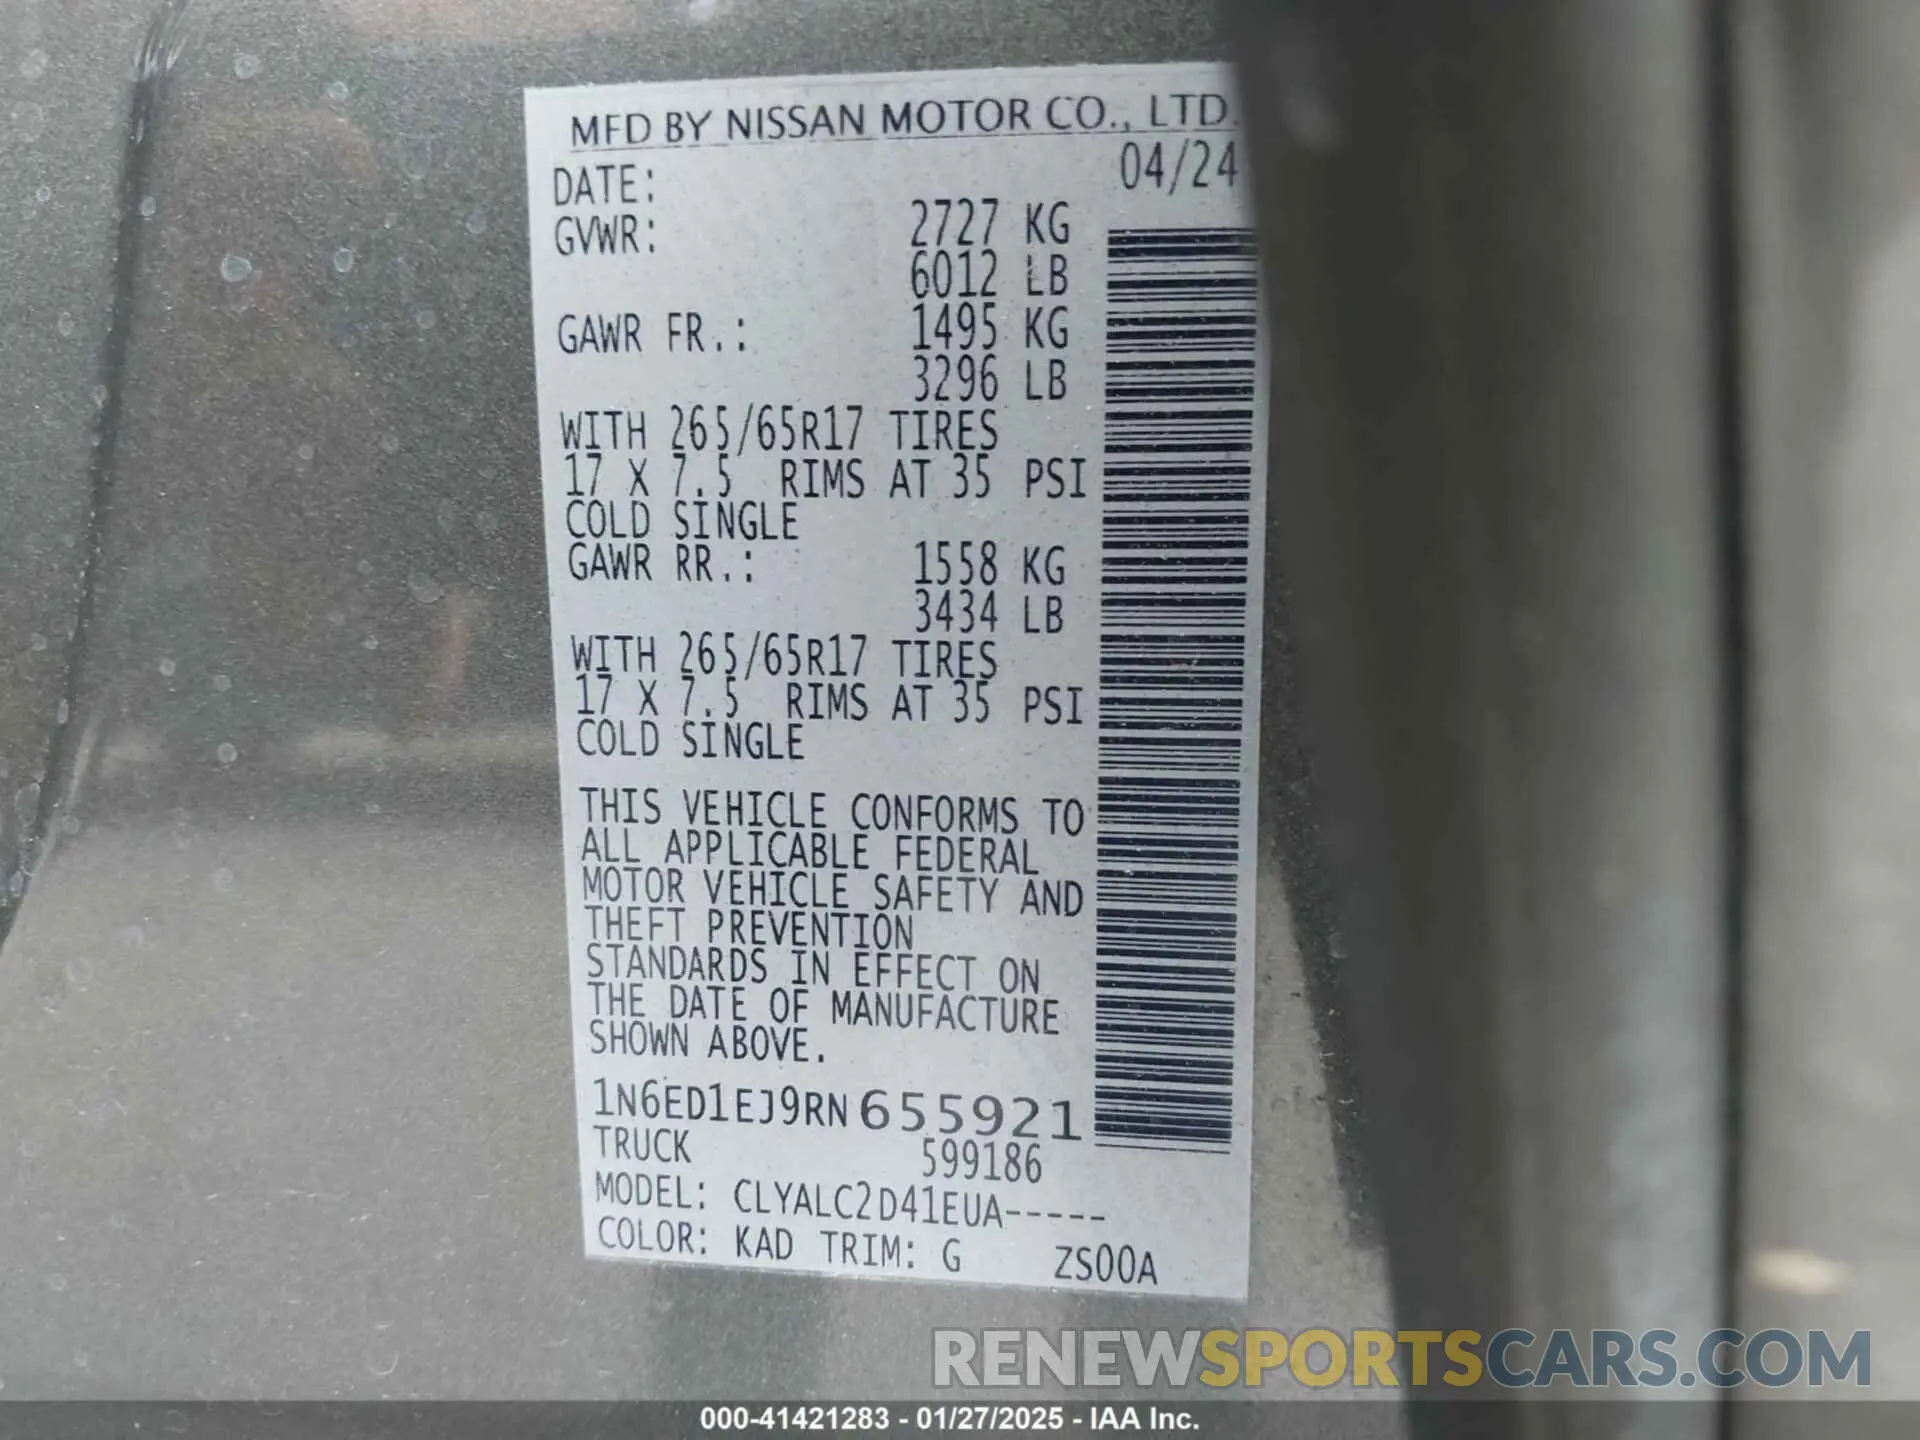 MFD BY NISSAN MOTOR CO., LTD.
DATE: 04/24
GVWR: 2727 KG
6012 LB
GAWR FR.: 1495 KG
3296 LB
WITH 265/65R17 TIRES
17 X 7.5 RIMS AT 35 PSI
COLD SINGLE
GAWR RR.: 1558 KG
3434 LB
WITH 265/65R17 TIRES
17 X 7.5 RIMS AT 35 PSI
COLD SINGLE
THIS VEHICLE CONFORMS TO
ALL APPLICABLE FEDERAL
MOTOR VEHICLE SAFETY AND
THEFT PREVENTION
STANDARDS IN EFFECT ON
THE DATE OF MANUFACTURE
SHOWN ABOVE.
1N6ED1EJ9RN655921
TRUCK 599186
MODEL: CLYALC2D41EUA-----
COLOR: KAD TRIM: G ZS00A
RENEWSPORTSCARS.COM
000-41421283 - 01/27/2025 - IAA Inc.